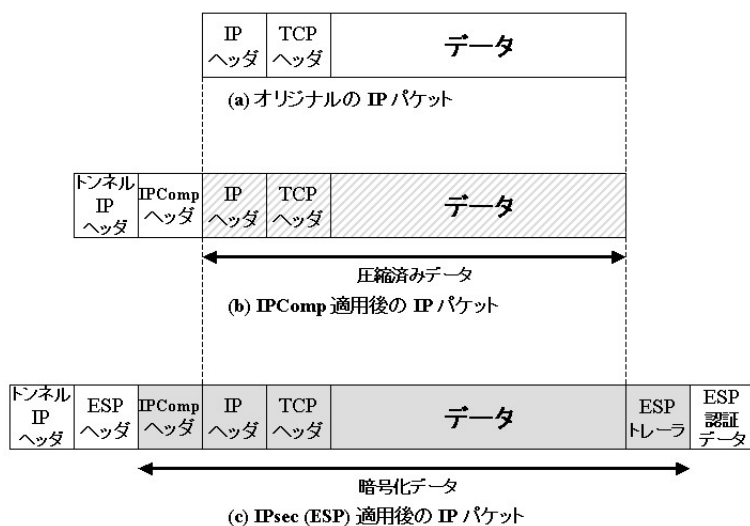 IP
ヘッダ
TCP
ヘッダ
データ
(a) オリジナルの IP パケット
トンネル
IP
ヘッダ
IPComp
ヘッダ
IP
ヘッダ
TCP
ヘッダ
データ
圧縮済みデータ
(b) IPComp 適用後の IP パケット
トンネル
IP
ヘッダ
ESP
ヘッダ
IPComp
ヘッダ
IP
ヘッダ
TCP
ヘッダ
データ
ESP
トレーラ
ESP
認証
データ
暗号化データ
(c) IPsec (ESP) 適用後の IP パケット